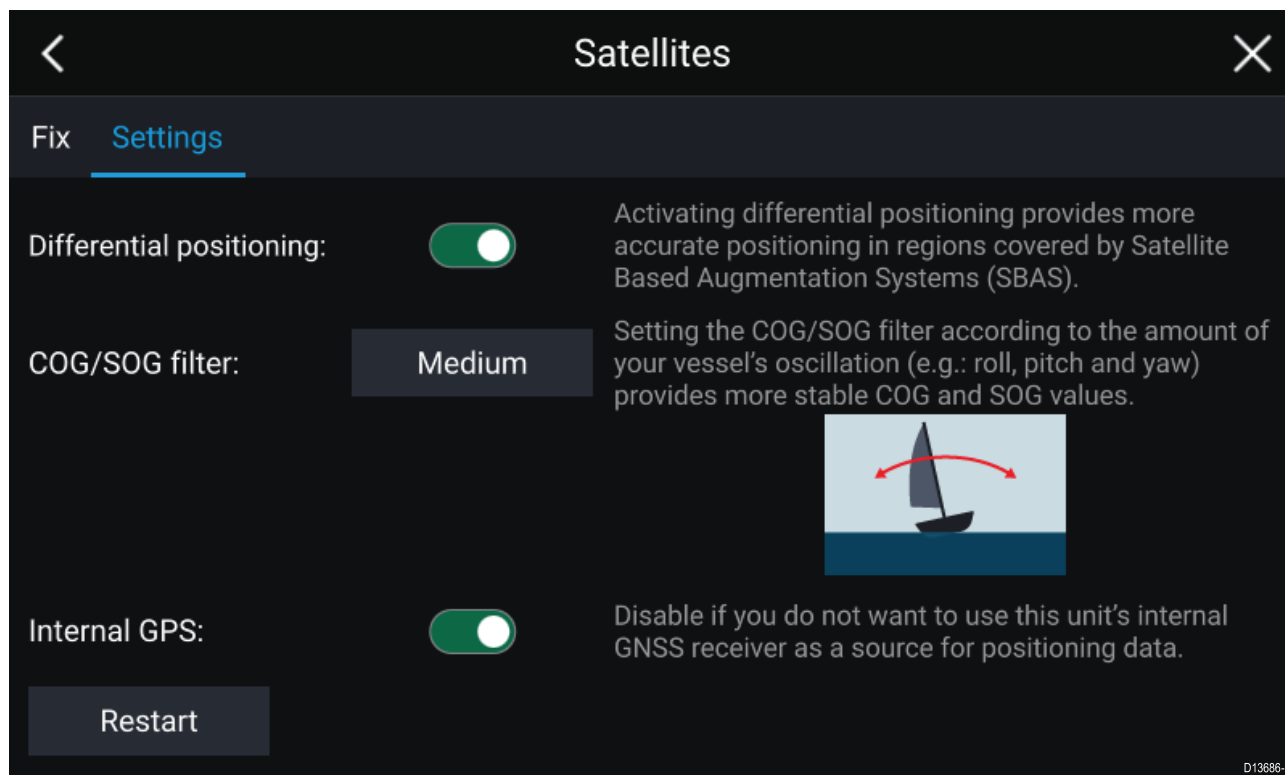 Satellites
Fix Settings
Differential positioning:
Activating differential positioning provides more
accurate positioning in regions covered by Satellite
Based Augmentation Systems (SBAS).
COG/SOG filter:
Medium
Setting the COG/SOG filter according to the amount of
your vessel's oscillation (e.g.: roll, pitch and yaw)
provides more stable COG and SOG values.
Internal GPS:
Disable if you do not want to use this unit's internal
GNSS receiver as a source for positioning data.
Restart
D13686-